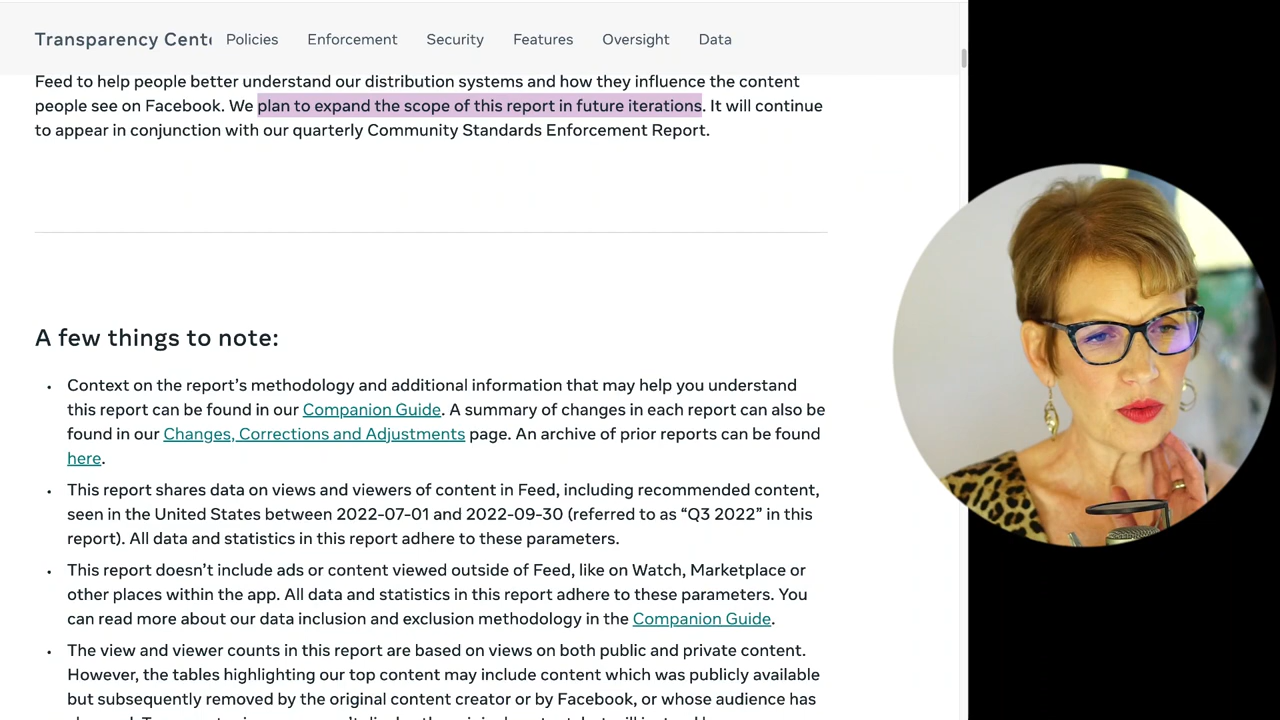 Transparency Cent
Policies Enforcement Security Features Oversight Data
Feed to help people better understand our distribution systems and how they influence the content
people see on Facebook. We plan to expand the scope of this report in future iterations. It will continue
to appear in conjunction with our quarterly Community Standards Enforcement Report.
A few things to note:
• Context on the report’s methodology and additional information that may help you understand
this report can be found in our Companion Guide. A summary of changes in each report can also be
found in our Changes, Corrections and Adjustments page. An archive of prior reports can be found
here.
• This report shares data on views and viewers of content in Feed, including recommended content,
seen in the United States between 2022-07-01 and 2022-09-30 (referred to as “Q3 2022” in this
report). All data and statistics in this report adhere to these parameters.
• This report doesn’t include ads or content viewed outside of Feed, like on Watch, Marketplace or
other places within the app. All data and statistics in this report adhere to these parameters. You
can read more about our data inclusion and exclusion methodology in the Companion Guide.
• The view and viewer counts in this report are based on views on both public and private content.
However, the tables highlighting our top content may include content which was publicly available
but subsequently removed by the original content creator or by Facebook, or whose audience has